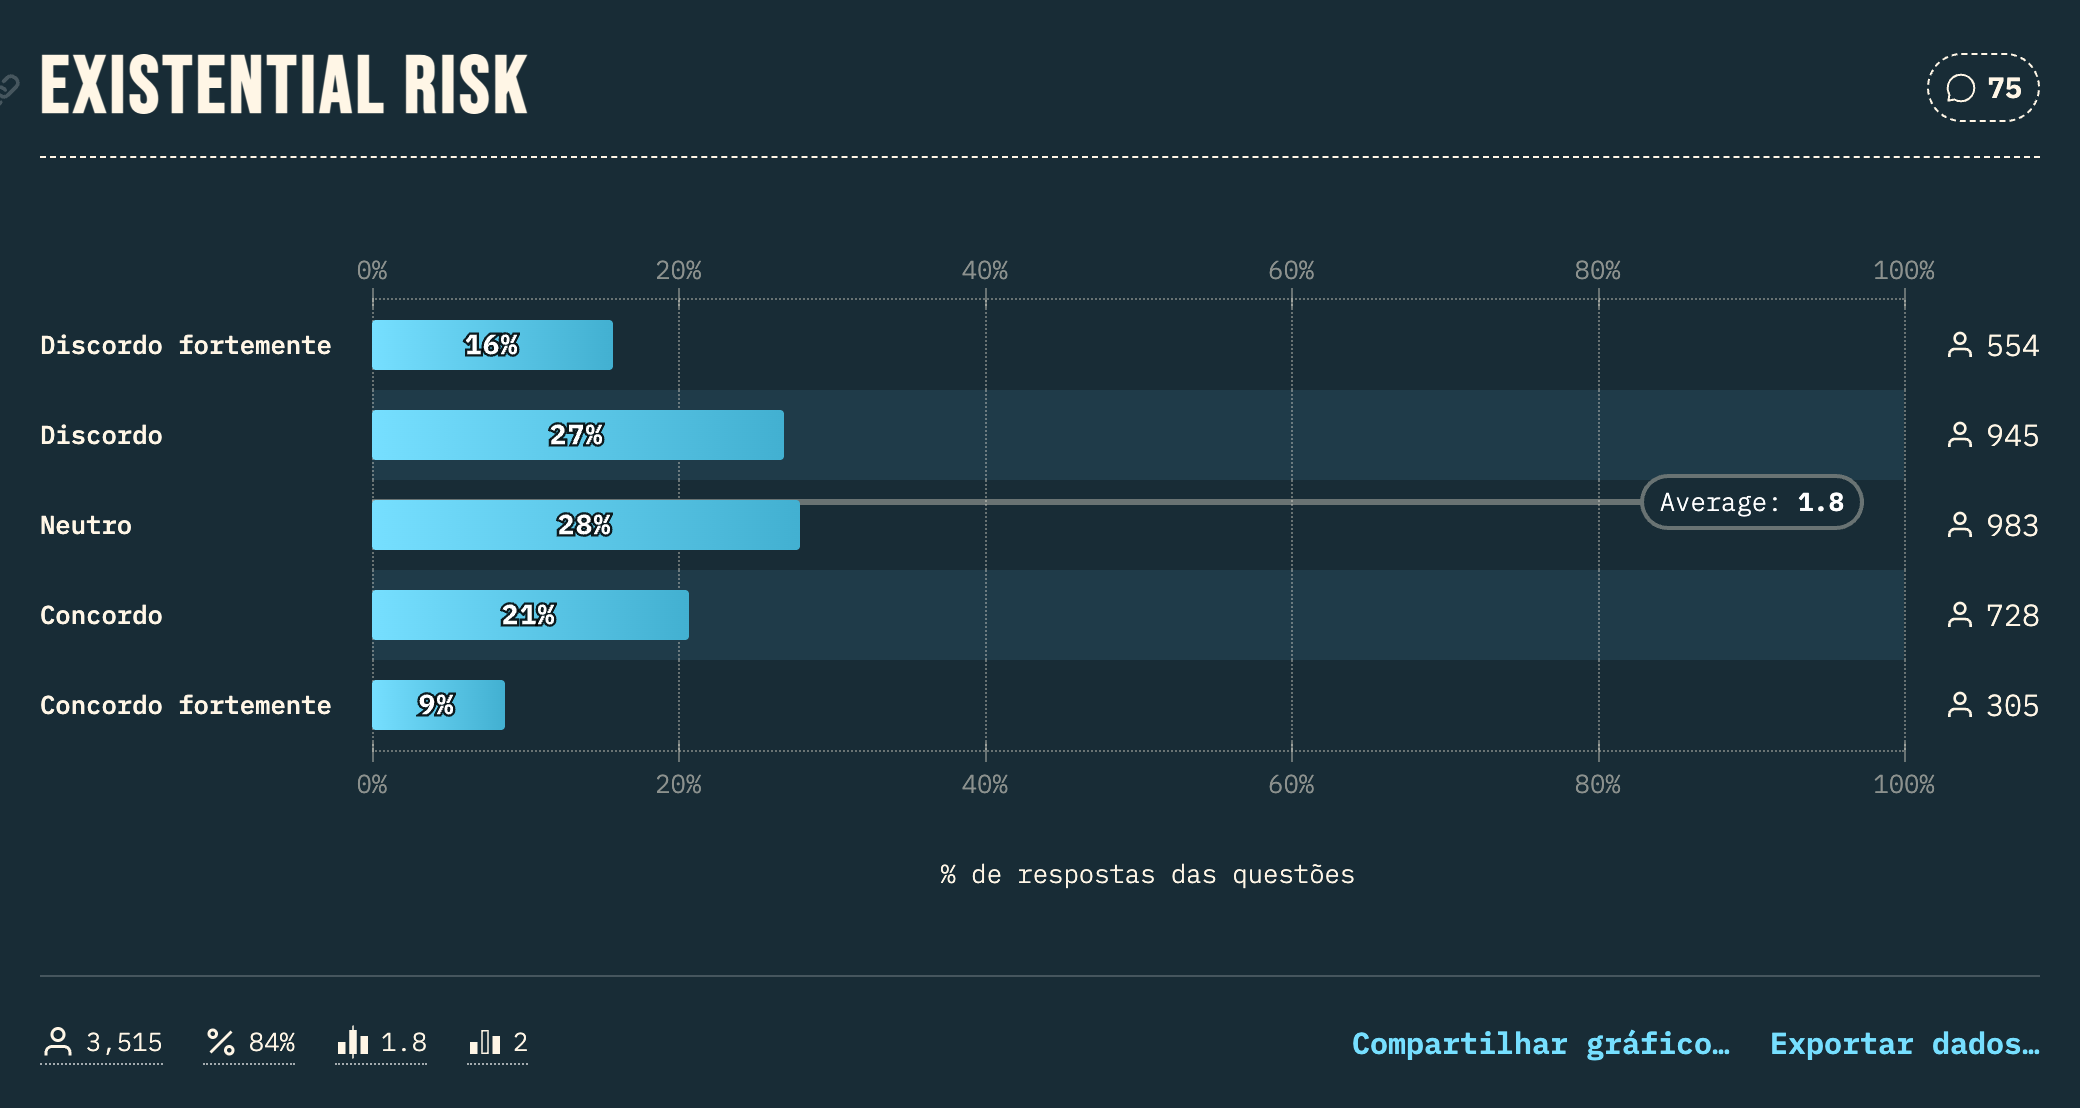 EXISTENTIAL RISK
75
0% 20% 40% 60% 80% 100%
Discordo fortemente 16% 554
Discordo 27% 945
Average: 1.8
Neutro 28% 983
Concordo 21% 728
Concordo fortemente 9% 305
0% 20% 40% 60% 80% 100%
% de respostas das questões
3,515 84% 1.8 2 Compartilhar gráfico… Exportar dados…